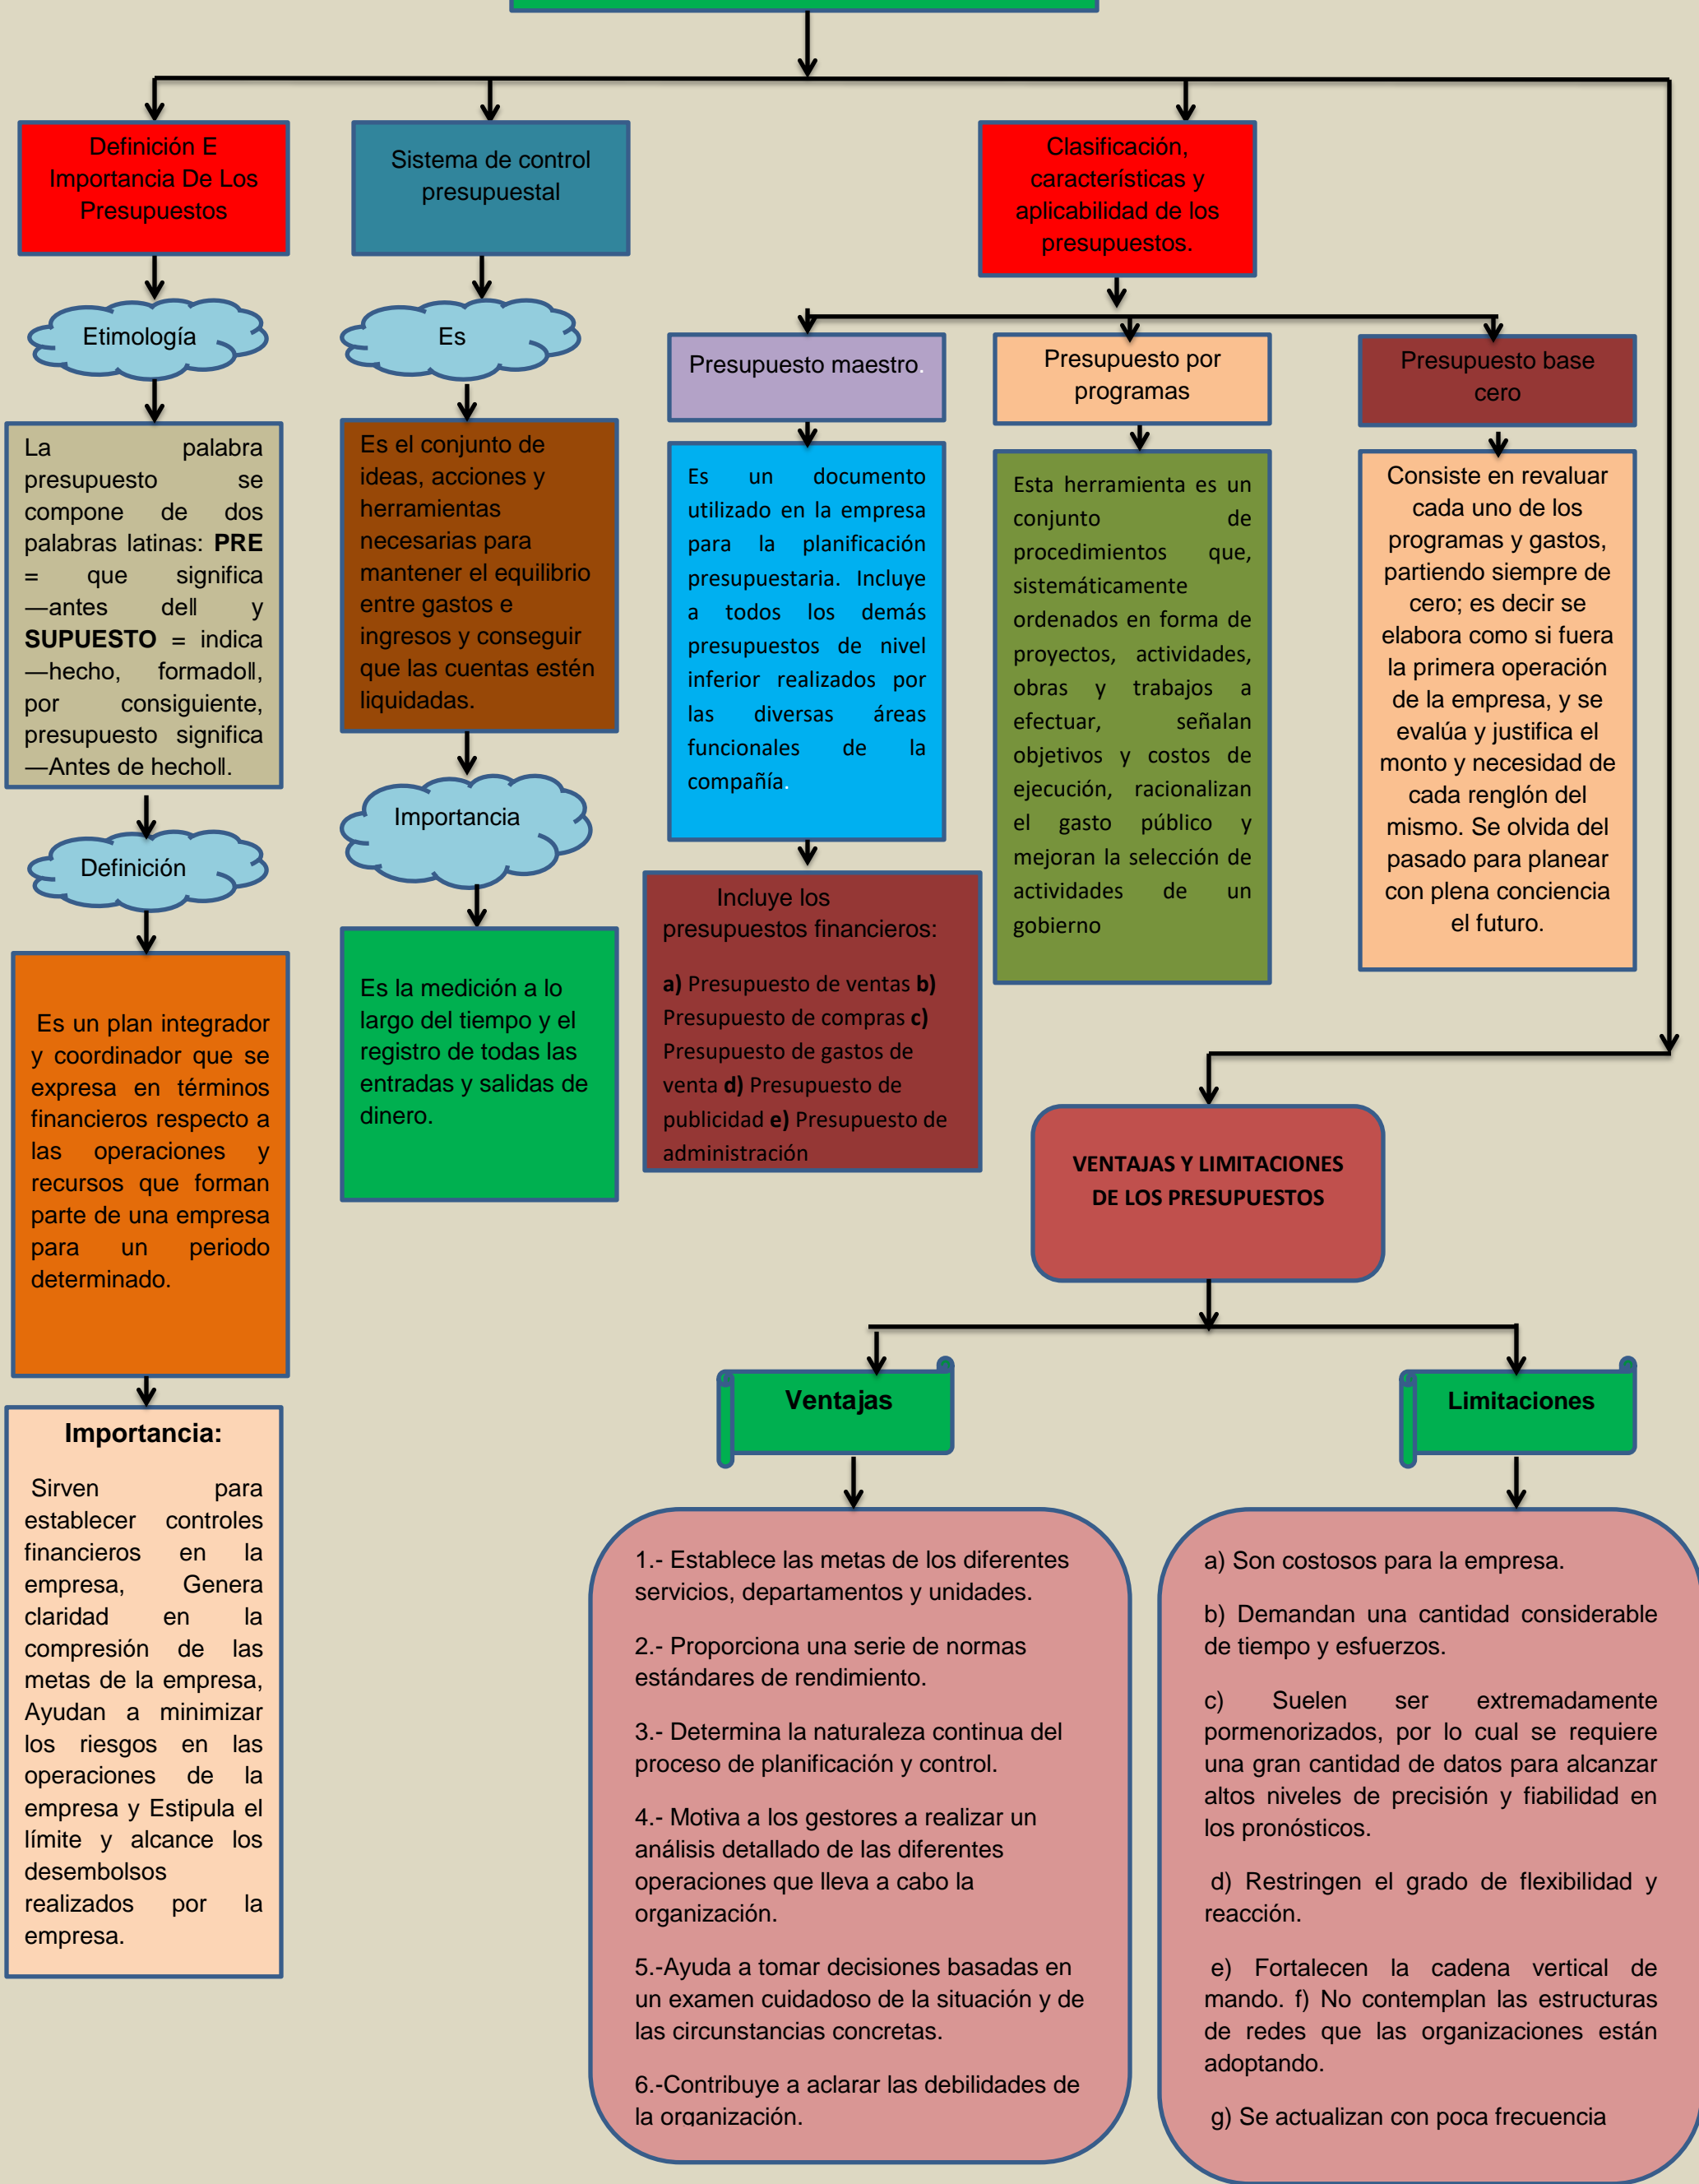 Definición E
Importancia De Los
Presupuestos
Etimología
La palabra
presupuesto se
compone de dos
palabras latinas: PRE
= que significa
―antes de‖ y
SUPUESTO = indica
―hecho, formado‖,
por consiguiente,
presupuesto significa
―Antes de hecho‖.
Definición
Es un plan integrador
y coordinador que se
expresa en términos
financieros respecto a
las operaciones y
recursos que forman
parte de una empresa
para un periodo
determinado.
Importancia:
Sirven para
establecer controles
financieros en la
empresa, Genera
claridad en la
compresión de las
metas de la empresa,
Ayudan a minimizar
los riesgos en las
operaciones de la
empresa y Estipula el
límite y alcance los
desembolsos
realizados por la
empresa.
Sistema de control
presupuestal
Es
Es el conjunto de
ideas, acciones y
herramientas
necesarias para
mantener el equilibrio
entre gastos e
ingresos y conseguir
que las cuentas estén
liquidadas.
Importancia
Es la medición a lo
largo del tiempo y el
registro de todas las
entradas y salidas de
dinero.
Clasificación,
características y
aplicabilidad de los
presupuestos.
Presupuesto maestro.
Es un documento
utilizado en la empresa
para la planificación
presupuestaria. Incluye
a todos los demás
presupuestos de nivel
inferior realizados por
las diversas áreas
funcionales de la
compañía.
Incluye los
presupuestos financieros:
a) Presupuesto de ventas b)
Presupuesto de compras c)
Presupuesto de gastos de
venta d) Presupuesto de
publicidad e) Presupuesto de
administración
Presupuesto por
programas
Esta herramienta es un
conjunto de
procedimientos que,
sistemáticamente
ordenados en forma de
proyectos, actividades,
obras y trabajos a
efectuar, señalan
objetivos y costos de
ejecución, racionalizan
el gasto público y
mejoran la selección de
actividades de un
gobierno
Presupuesto base
cero
Consiste en revaluar
cada uno de los
programas y gastos,
partiendo siempre de
cero; es decir se
elabora como si fuera
la primera operación
de la empresa, y se
evalúa y justifica el
monto y necesidad de
cada renglón del
mismo. Se olvida del
pasado para planear
con plena conciencia
el futuro.
VENTAJAS Y LIMITACIONES
DE LOS PRESUPUESTOS
Ventajas
1.- Establece las metas de los diferentes
servicios, departamentos y unidades.
2.- Proporciona una serie de normas
estándares de rendimiento.
3.- Determina la naturaleza continua del
proceso de planificación y control.
4.- Motiva a los gestores a realizar un
análisis detallado de las diferentes
operaciones que lleva a cabo la
organización.
5.-Ayuda a tomar decisiones basadas en
un examen cuidadoso de la situación y de
las circunstancias concretas.
6.-Contribuye a aclarar las debilidades de
la organización.
Limitaciones
a) Son costosos para la empresa.
b) Demandan una cantidad considerable
de tiempo y esfuerzos.
c) Suelen ser extremadamente
pormenorizados, por lo cual se requiere
una gran cantidad de datos para alcanzar
altos niveles de precisión y fiabilidad en
los pronósticos.
d) Restringen el grado de flexibilidad y
reacción.
e) Fortalecen la cadena vertical de
mando. f) No contemplan las estructuras
de redes que las organizaciones están
adoptando.
g) Se actualizan con poca frecuencia